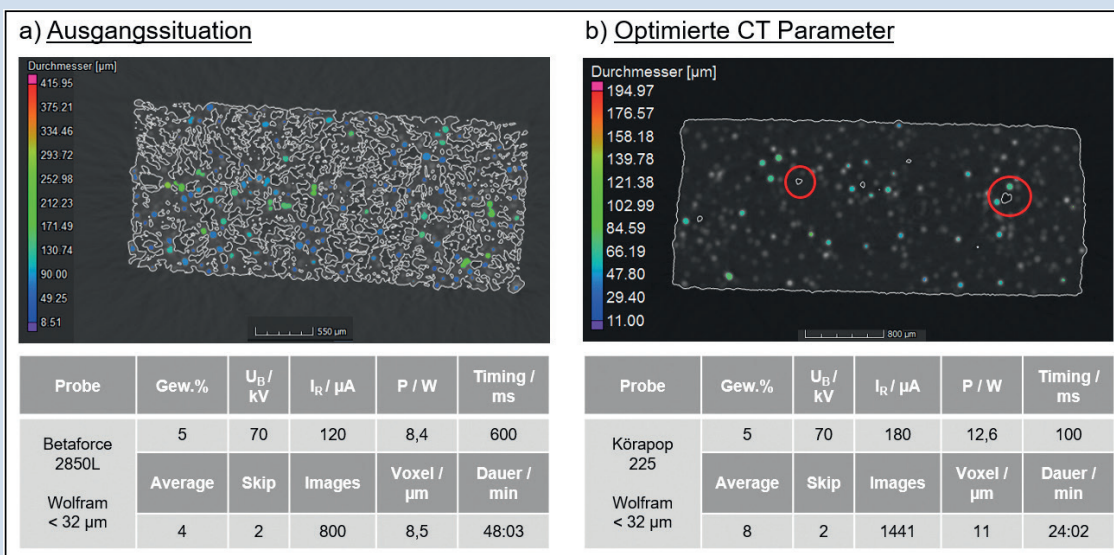 a) Ausgangssituation
Durchmesser [µm]
415.95
375.21
334.46
293.72
252.98
212.23
171.49
130.74
90.00
49.25
8.51
550 µm
Probe Gew.% U_B / kV I_R / µA P / W Timing / ms
Betaforce 2850L Wolfram < 32 µm
5 70 120 8,4 600
Average Skip Images Voxel / µm Dauer / min
4 2 800 8,5 48:03
b) Optimierte CT Parameter
Durchmesser [µm]
194.97
176.57
158.18
139.78
121.38
102.99
84.59
66.19
47.80
29.40
11.00
800 µm
Probe Gew.% U_B / kV I_R / µA P / W Timing / ms
Körapop 225 Wolfram < 32 µm
5 70 180 12,6 100
Average Skip Images Voxel / µm Dauer / min
8 2 1441 11 24:02